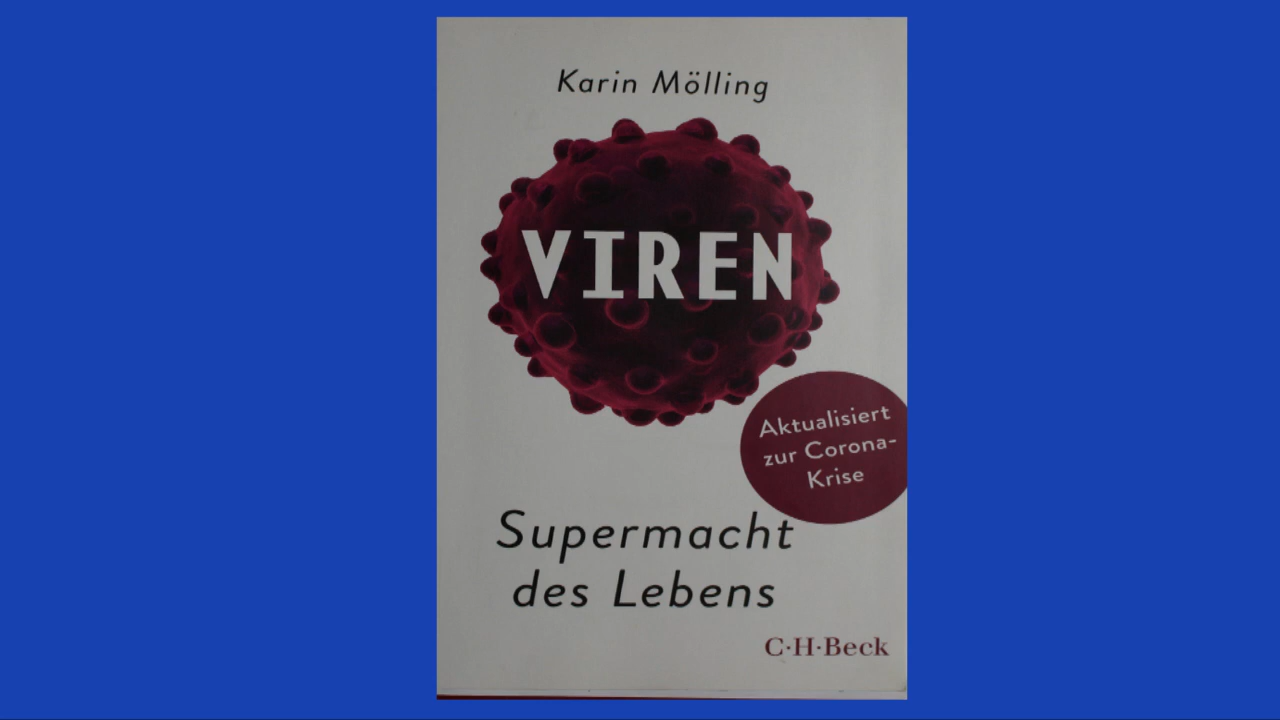 Karin Mölling
VIREN
Aktualisiert
zur Corona-
Krise
Supermacht
des Lebens
C·H·Beck